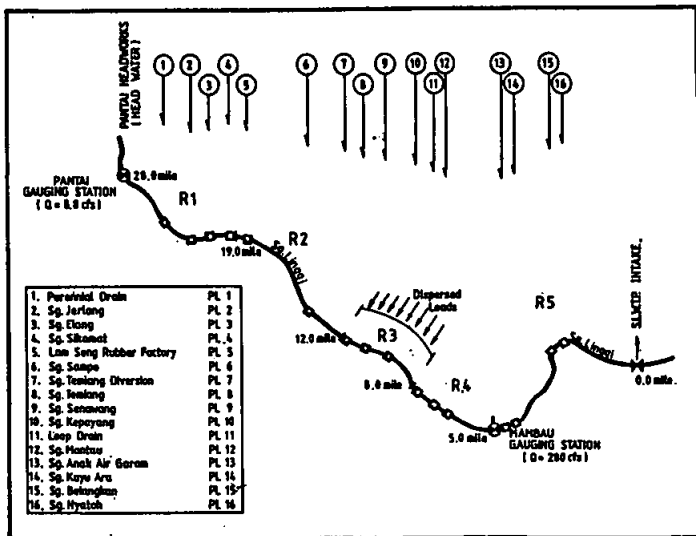 PANTAI HEADWORKS
(HEAD WATER)
1
2
3
4
5
6
7
8
9
10
11
12
13
14
15
16
PANTAI
GAUGING STATION
(Q = 8.8 cfs)
R1
19.0 mile
R2
Sg. Linggi
12.0 mile
Dispersed
Loads
R3
8.0 mile
R4
5.0 mile
MAMBAU
GAUGING STATION
(Q = 280 cfs)
R5
Sg. Linggi
INTAKE
0.0 mile
1. Perennial Drain PL 1
2. Sg. Jerlang PL 2
3. Sg. Elang PL 3
4. Sg. Sikamat PL 4
5. Lam Seng Rubber Factory PL 5
6. Sg. Sampo PL 6
7. Sg. Temiang Diversion PL 7
8. Sg. Temiang PL 8
9. Sg. Senawang PL 9
10. Sg. Kepayang PL 10
11. Loop Drain PL 11
12. Sg. Mantau PL 12
13. Sg. Anak Air Garam PL 13
14. Sg. Kayu Ara PL 14
15. Sg. Belangkan PL 15
16. Sg. Nyatoh PL 16